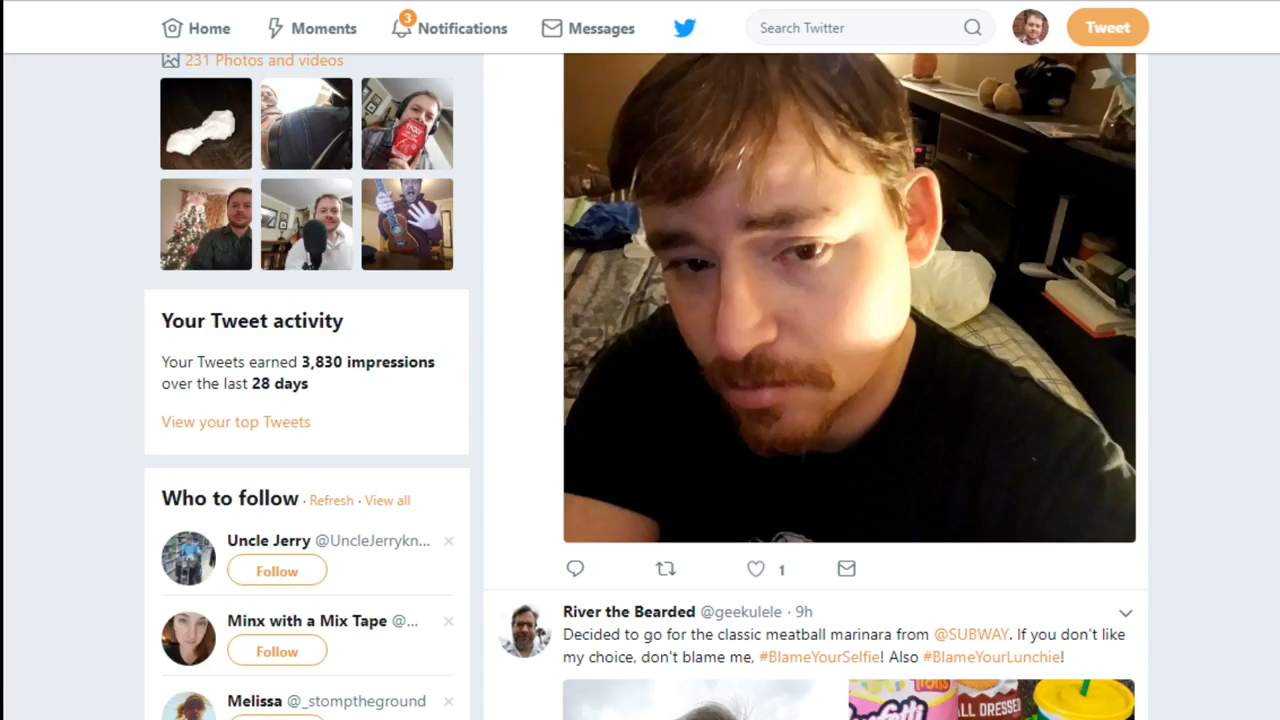 Home
Moments
3
Notifications
Messages
Search Twitter
Tweet
231 Photos and videos
Your Tweet activity
Your Tweets earned 3,830 impressions
over the last 28 days
View your top Tweets
Who to follow · Refresh · View all
Uncle Jerry @UncleJerrykn...
Follow
Minx with a Mix Tape @...
Follow
Melissa @_stomptheground
1
River the Bearded @geekulele · 9h
Decided to go for the classic meatball marinara from @SUBWAY. If you don't like
my choice, don't blame me, #BlameYourSelfie! Also #BlameYourLunchie!
ALL DRESSED